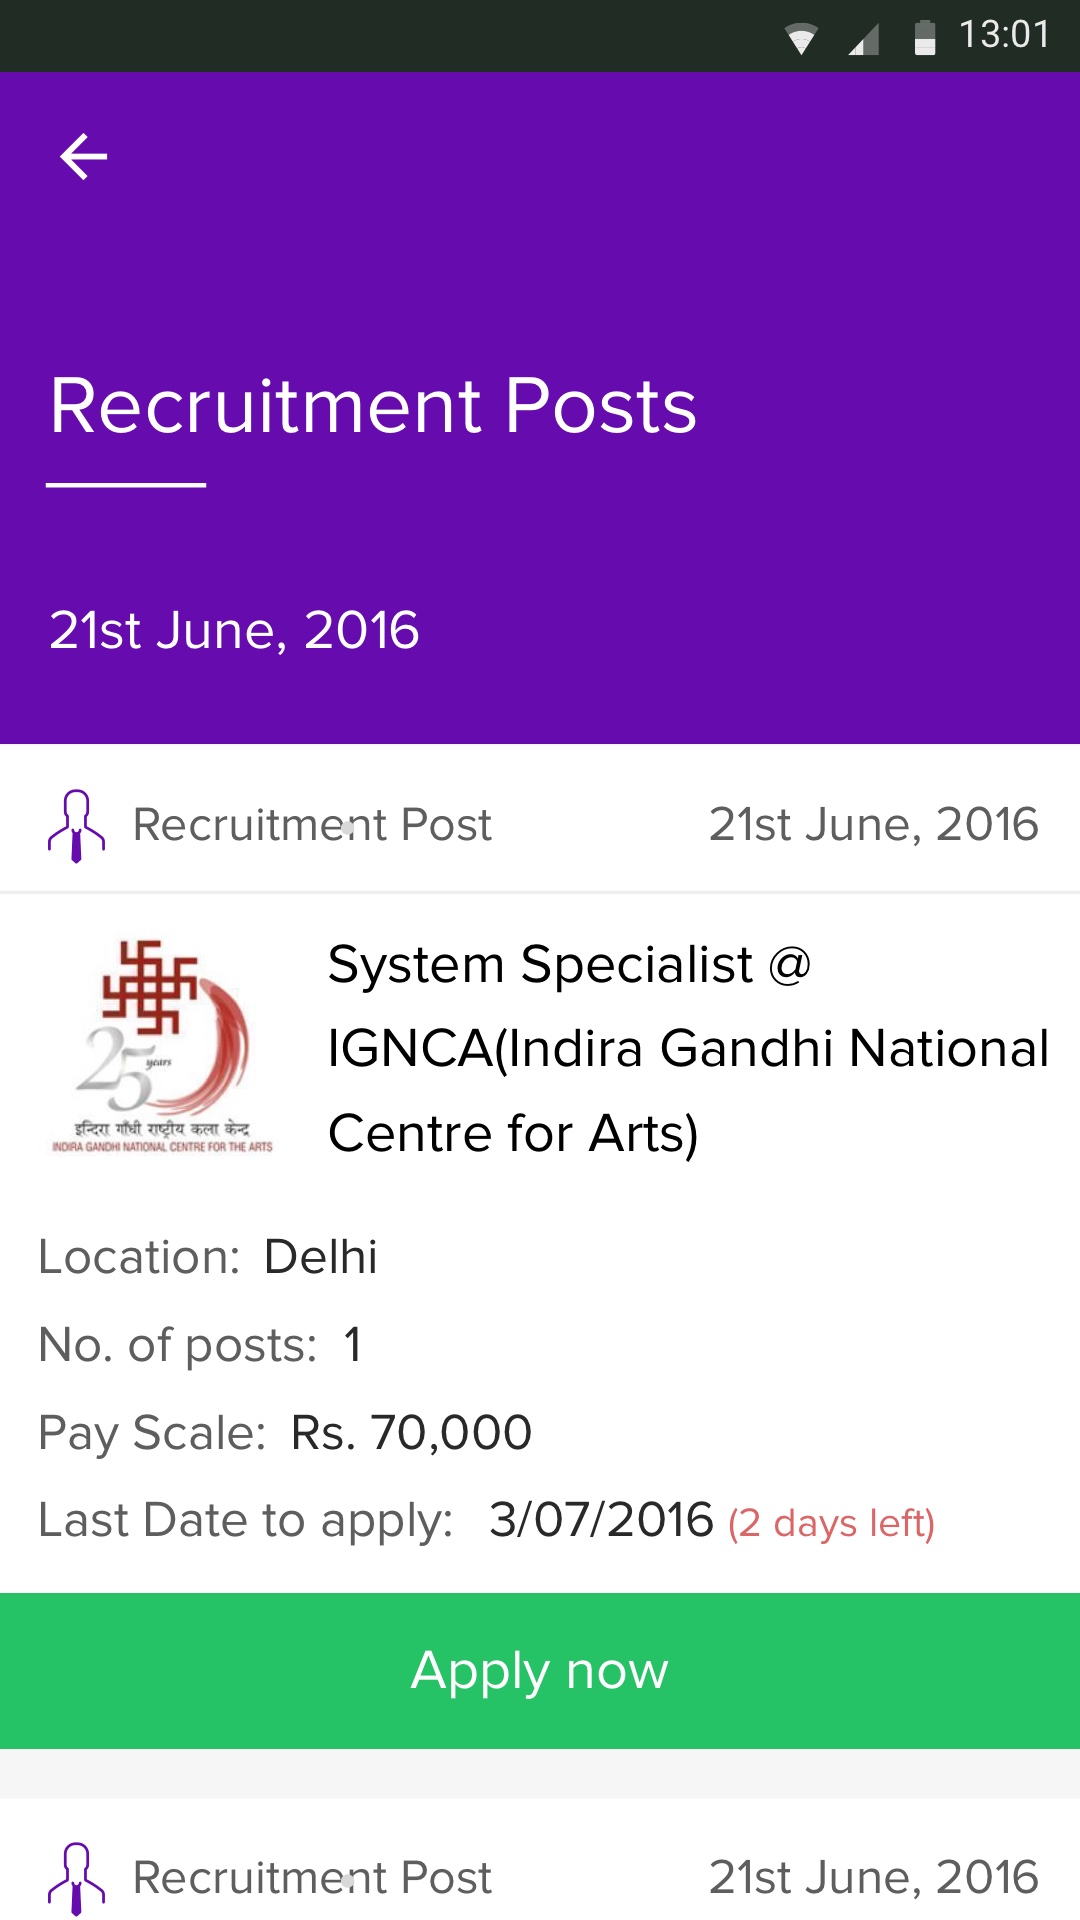 13:01
Recruitment Posts
21st June, 2016
Recruitment Post 21st June, 2016
25 years
इन्दिरा गाँधी राष्ट्रीय कला केन्द्र
INDIRA GANDHI NATIONAL CENTRE FOR THE ARTS
System Specialist @
IGNCA(Indira Gandhi National
Centre for Arts)
Location: Delhi
No. of posts: 1
Pay Scale: Rs. 70,000
Last Date to apply: 3/07/2016 (2 days left)
Apply now
Recruitment Post 21st June, 2016